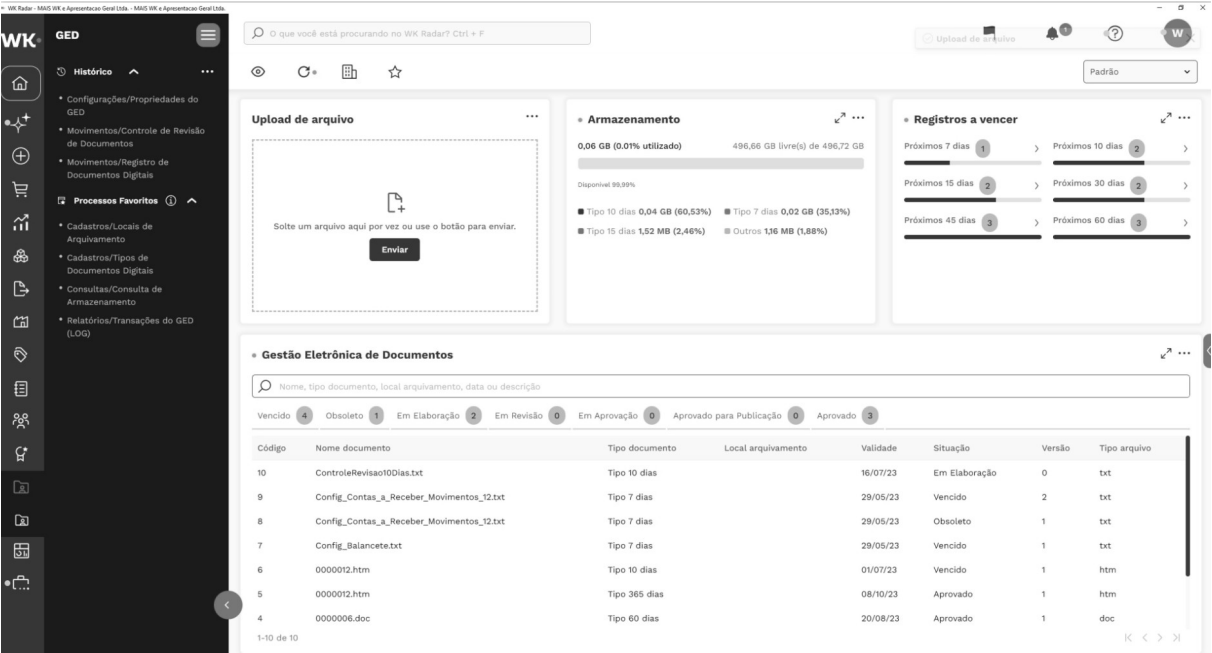 WK Radar - MAIS WK e Apresentacao Geral Ltda. - MAIS WK e Apresentacao Geral Ltda.
WK
GED
O que você está procurando no WK Radar? Ctrl + F
Upload de arquivo
1
W
Histórico
Configurações/Propriedades do
GED
Movimentos/Controle de Revisão
de Documentos
Movimentos/Registro de
Documentos Digitais
Processos Favoritos
Cadastros/Locais de
Arquivamento
Cadastros/Tipos de
Documentos Digitais
Consultas/Consulta de
Armazenamento
Relatórios/Transações do GED
(LOG)
Padrão
Upload de arquivo
Solte um arquivo aqui por vez ou use o botão para enviar.
Enviar
Armazenamento
0,06 GB (0.01% utilizado) 496,66 GB livre(s) de 496,72 GB
Disponível 99,99%
Tipo 10 dias 0,04 GB (60,53%) Tipo 7 dias 0,02 GB (35,13%)
Tipo 15 dias 1,52 MB (2,46%) Outros 1,16 MB (1,88%)
Registros a vencer
Próximos 7 dias 1 Próximos 10 dias 2
Próximos 15 dias 2 Próximos 30 dias 2
Próximos 45 dias 3 Próximos 60 dias 3
Gestão Eletrônica de Documentos
Nome, tipo documento, local arquivamento, data ou descrição
Vencido 4 Obsoleto 1 Em Elaboração 2 Em Revisão 0 Em Aprovação 0 Aprovado para Publicação 0 Aprovado 3
Código Nome documento Tipo documento Local arquivamento Validade Situação Versão Tipo arquivo
10 ControleRevisao10Dias.txt Tipo 10 dias 16/07/23 Em Elaboração 0 txt
9 Config_Contas_a_Receber_Movimentos_12.txt Tipo 7 dias 29/05/23 Vencido 2 txt
8 Config_Contas_a_Receber_Movimentos_12.txt Tipo 7 dias 29/05/23 Obsoleto 1 txt
7 Config_Balancete.txt Tipo 7 dias 29/05/23 Vencido 1 txt
6 0000012.htm Tipo 10 dias 01/07/23 Vencido 1 htm
5 0000012.htm Tipo 365 dias 08/10/23 Aprovado 1 htm
4 0000006.doc Tipo 60 dias 20/08/23 Aprovado 1 doc
1-10 de 10